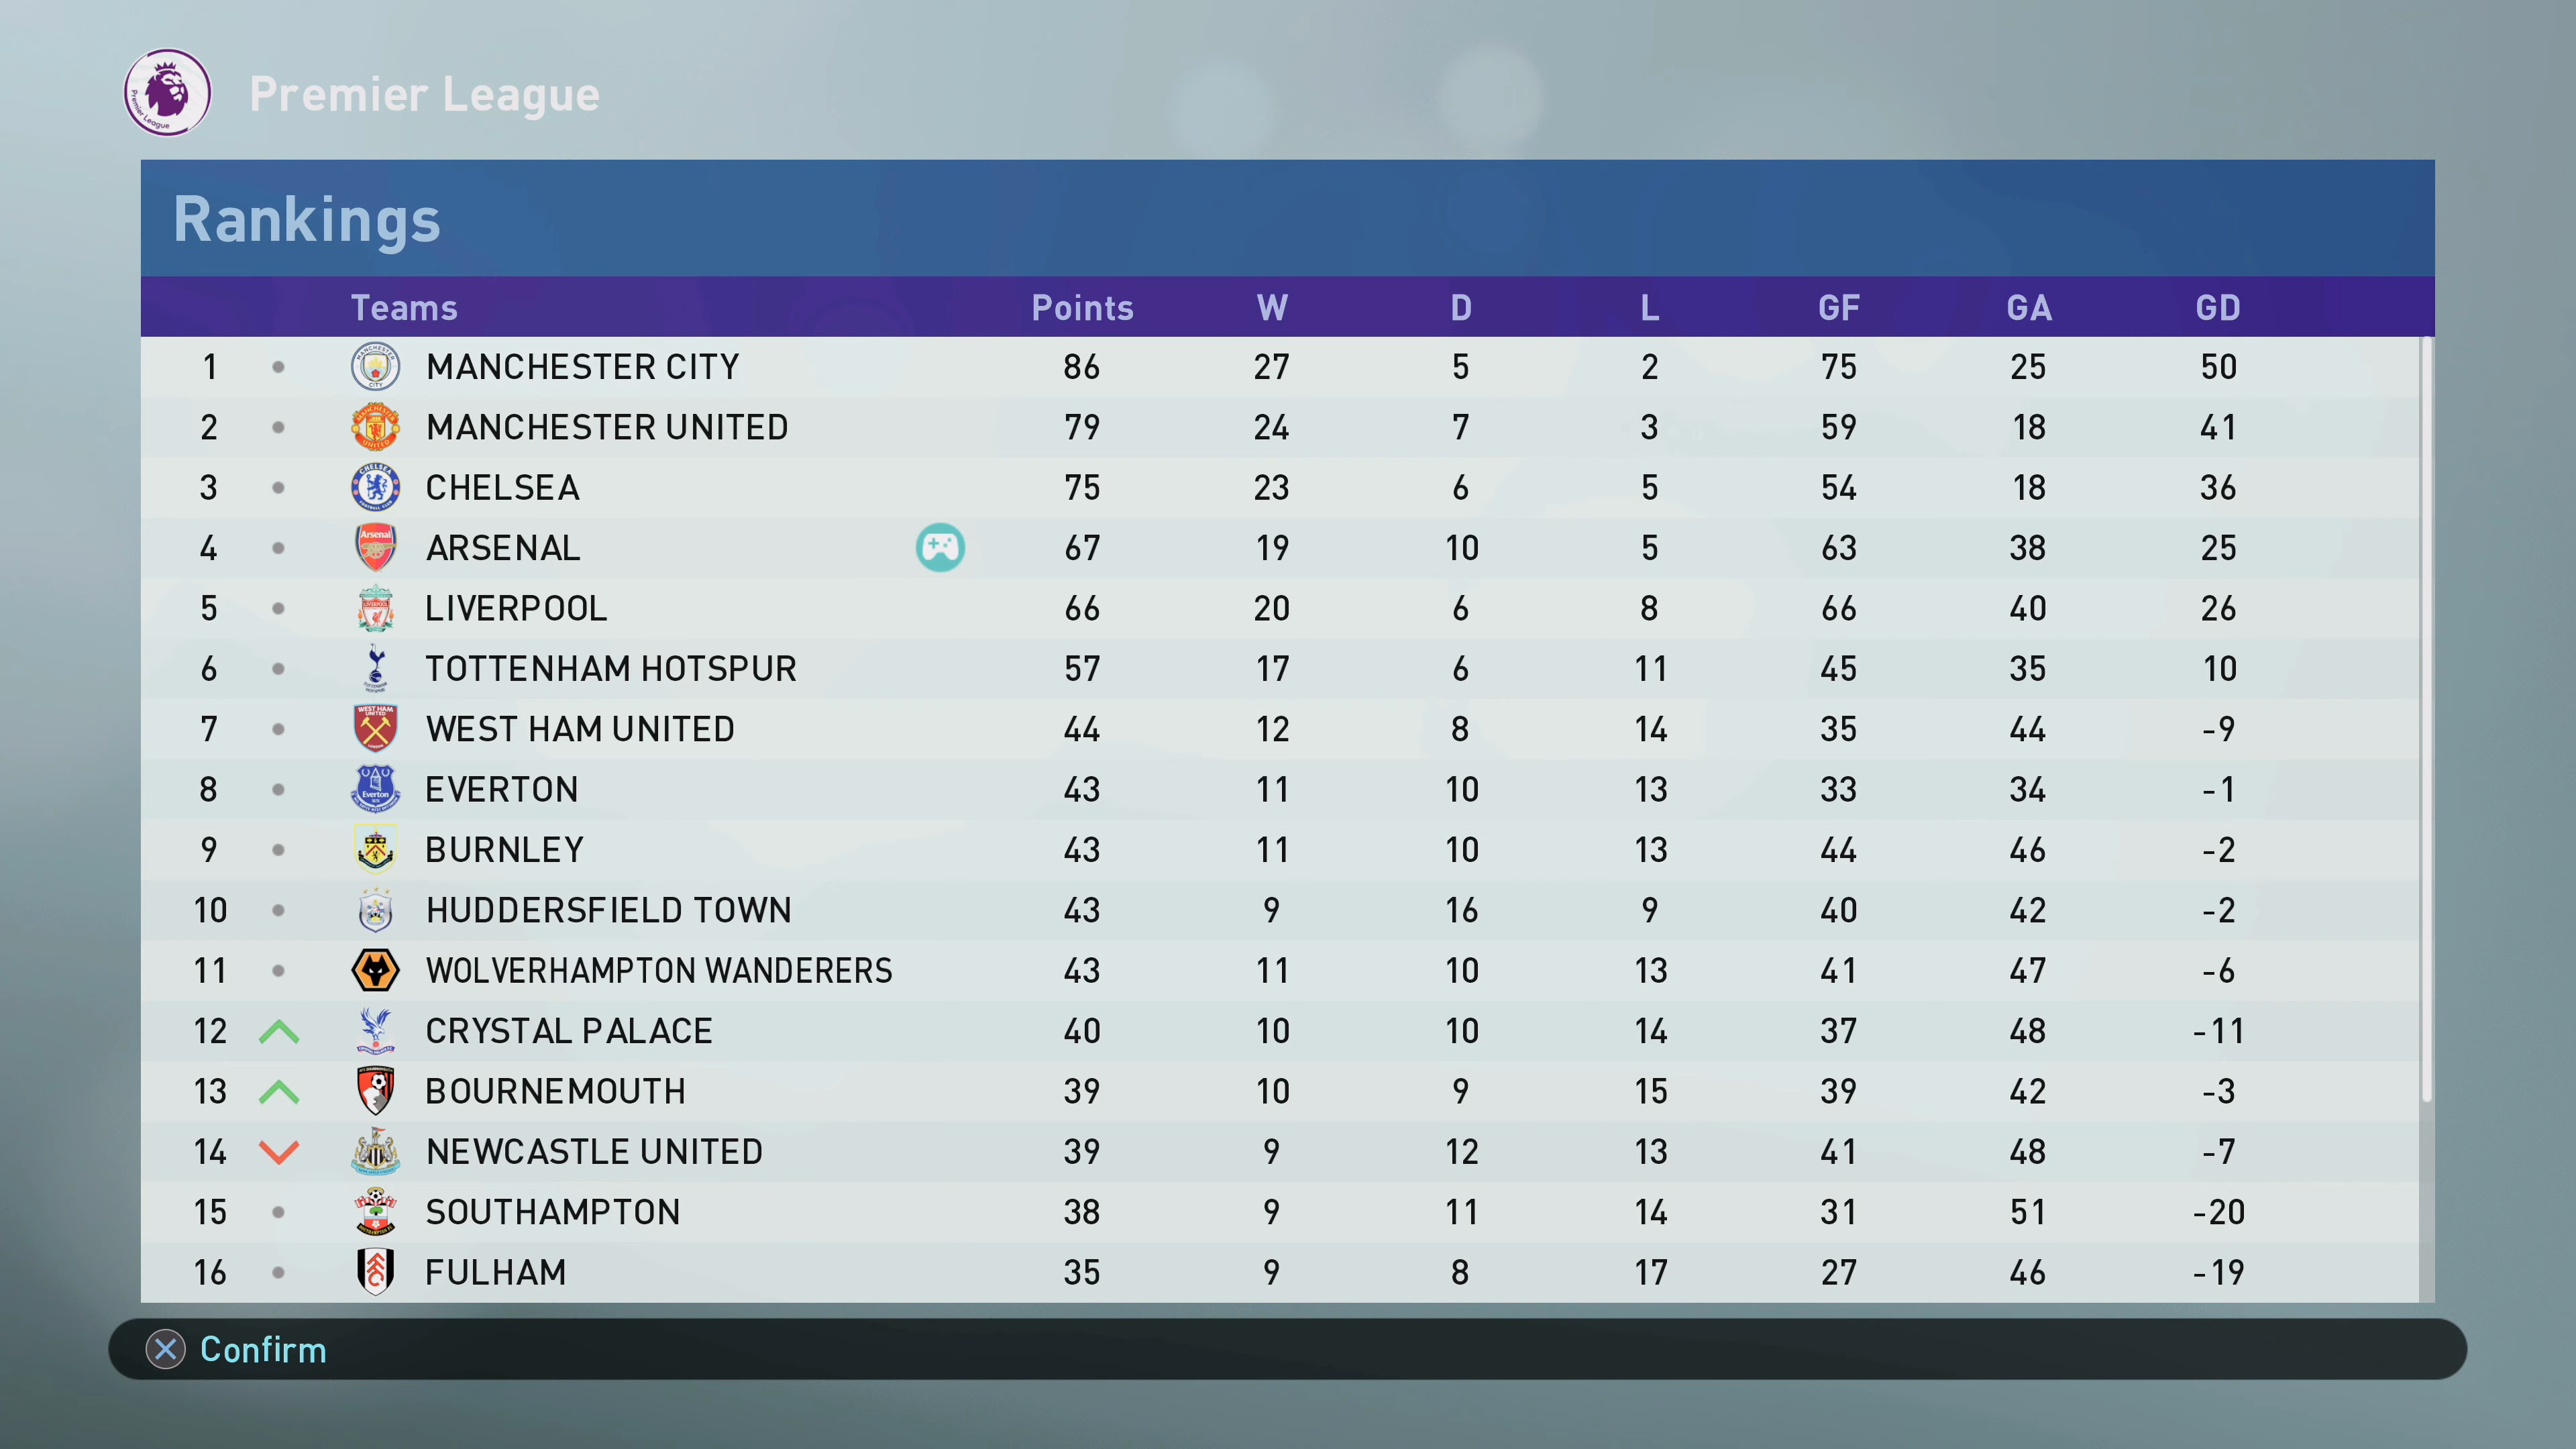 Premier League
Premier League
Rankings
Teams Points W D L GF GA GD
1 MANCHESTER CITY 86 27 5 2 75 25 50
2 MANCHESTER UNITED 79 24 7 3 59 18 41
3 CHELSEA 75 23 6 5 54 18 36
4 ARSENAL 67 19 10 5 63 38 25
5 LIVERPOOL 66 20 6 8 66 40 26
6 TOTTENHAM HOTSPUR 57 17 6 11 45 35 10
7 WEST HAM UNITED 44 12 8 14 35 44 -9
8 EVERTON 43 11 10 13 33 34 -1
9 BURNLEY 43 11 10 13 44 46 -2
10 HUDDERSFIELD TOWN 43 9 16 9 40 42 -2
11 WOLVERHAMPTON WANDERERS 43 11 10 13 41 47 -6
12 CRYSTAL PALACE 40 10 10 14 37 48 -11
13 BOURNEMOUTH 39 10 9 15 39 42 -3
14 NEWCASTLE UNITED 39 9 12 13 41 48 -7
15 SOUTHAMPTON 38 9 11 14 31 51 -20
16 FULHAM 35 9 8 17 27 46 -19
Confirm